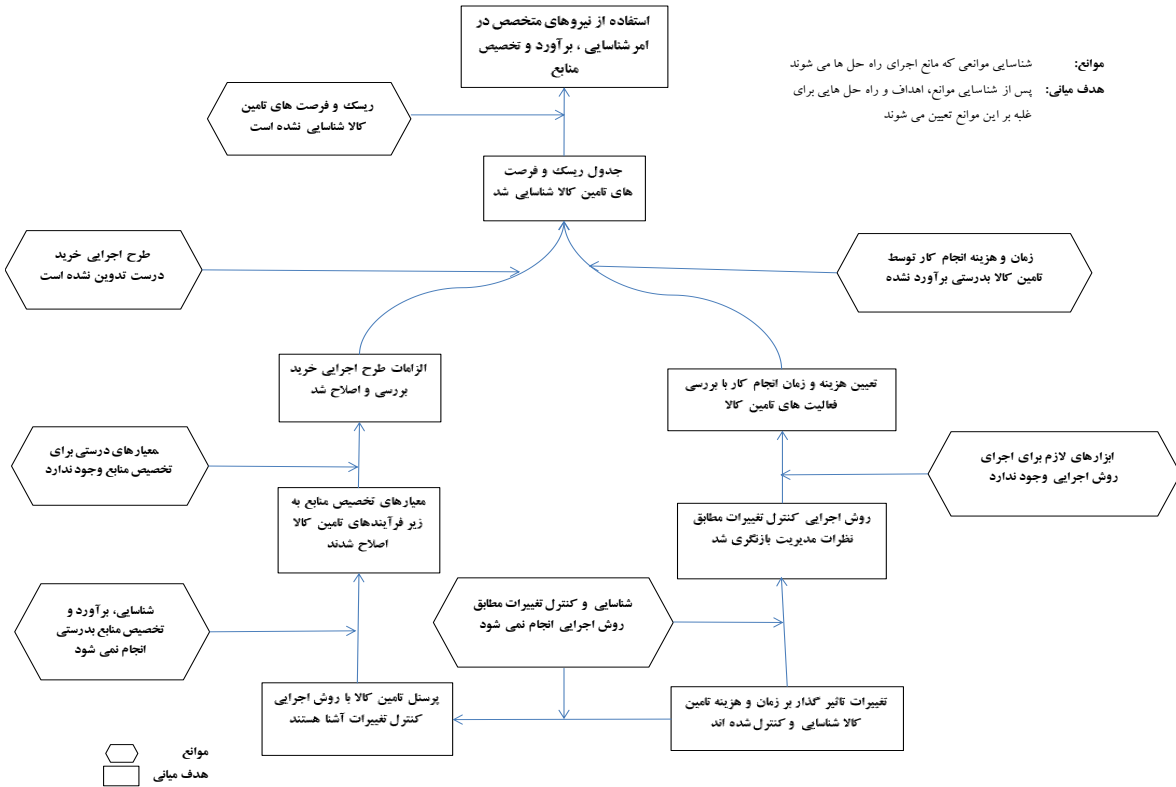 استفاده از نیروهای متخصص در
امر شناسایی ، برآورد و تخصیص
منابع
موانع: شناسایی موانعی که مانع اجرای راه حل ها می شوند
هدف میانی: پس از شناسایی موانع، اهداف و راه حل هایی برای
غلبه بر این موانع تعیین می شوند
ریسک و فرصت های تامین
کالا شناسایی نشده است
جدول ریسک و فرصت
های تامین کالا شناسایی شد
زمان و هزینه انجام کار توسط
تامین کالا بدرستی برآورد نشده
طرح اجرایی خرید
درست تدوین نشده است
الزامات طرح اجرایی خرید
بررسی و اصلاح شد
تعیین هزینه و زمان انجام کار با بررسی
فعالیت های تامین کالا
ابزارهای لازم برای اجرای
روش اجرایی وجود ندارد
معیارهای درستی برای
تخصیص منابع وجود ندارد
معیارهای تخصیص منابع به
زیر فرآیندهای تامین کالا
اصلاح شدند
روش اجرایی کنترل تغییرات مطابق
نظرات مدیریت بازنگری شد
شناسایی و کنترل تغییرات مطابق
روش اجرایی انجام نمی شود
شناسایی، برآورد و
تخصیص منابع بدرستی
انجام نمی شود
تغییرات تاثیر گذار بر زمان و هزینه تامین
کالا شناسایی و کنترل شده اند
پرسنل تامین کالا با روش اجرایی
کنترل تغییرات آشنا هستند
موانع
هدف میانی